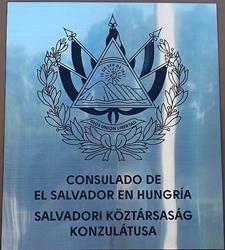 DIOS UNION LIBERTAD
CONSULADO DE
EL SALVADOR EN HUNGRÍA
SALVADORI KÖZTÁRSASÁG
KONZULÁTUSA